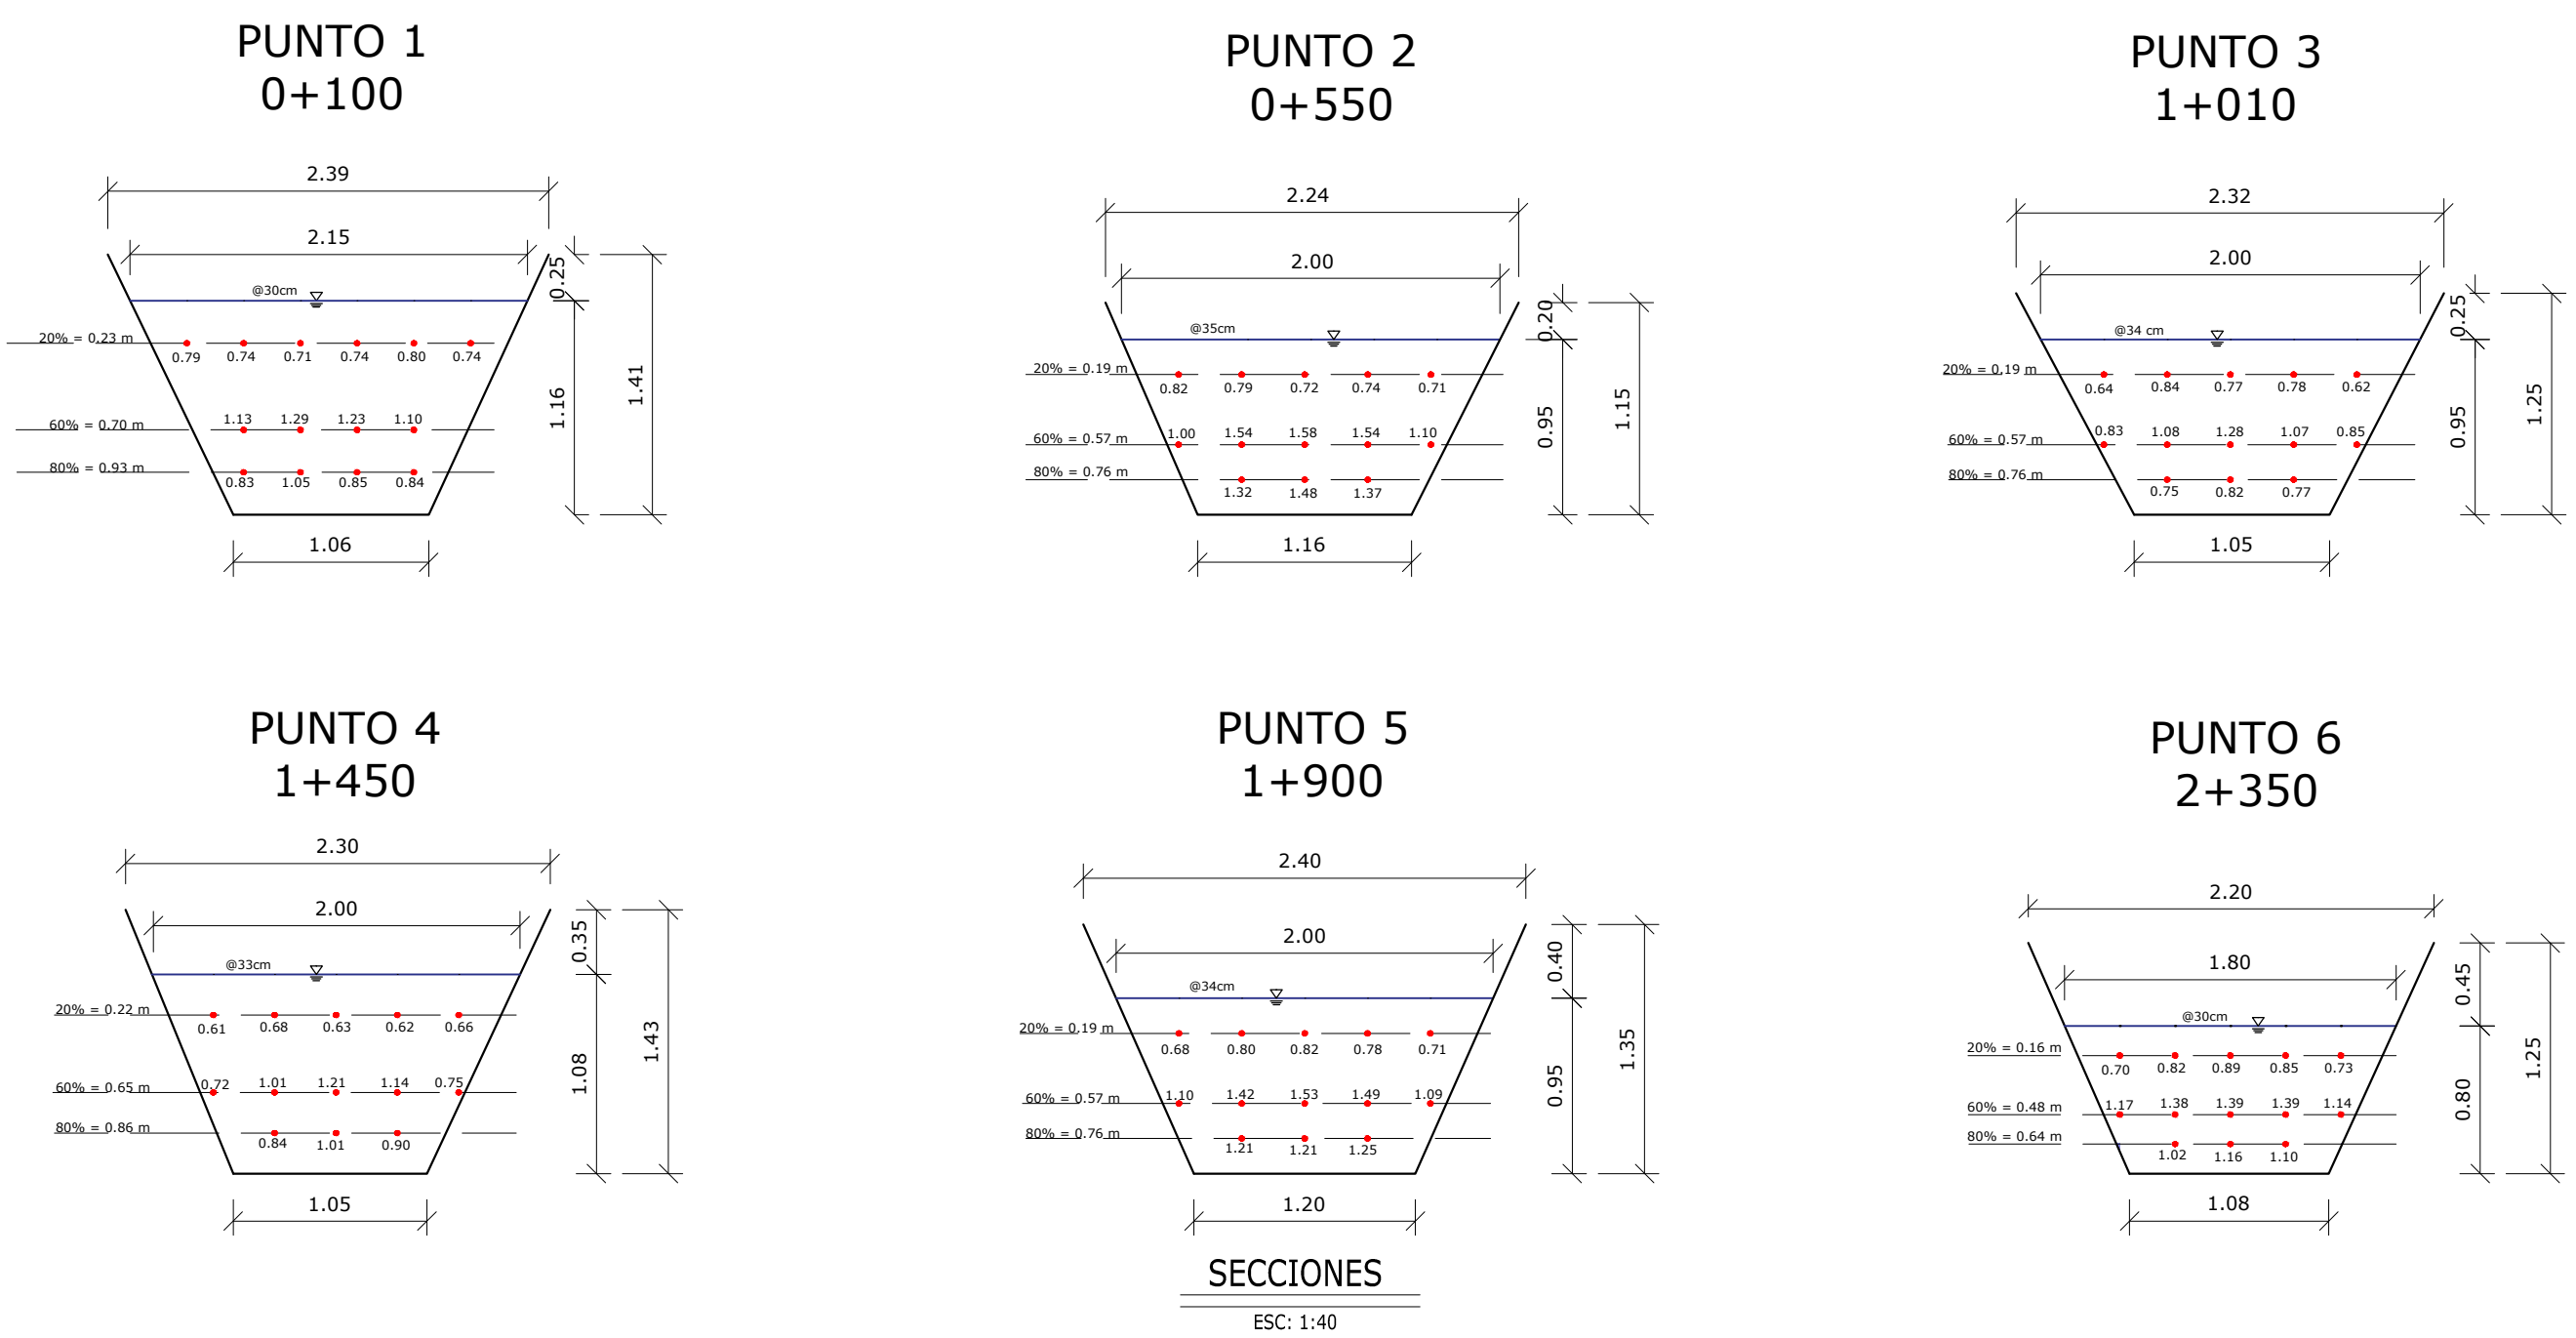 PUNTO 1
0+100
2.39
2.15
0.25
@30cm
20% = 0.23 m
0.79 0.74 0.71 0.74 0.80 0.74
1.41
1.16
1.13 1.29 1.23 1.10
60% = 0.70 m
80% = 0.93 m
0.83 1.05 0.85 0.84
1.06
PUNTO 2
0+550
2.24
2.00
0.20
@35cm
20% = 0.19 m
0.82 0.79 0.72 0.74 0.71
1.15
0.95
1.00 1.54 1.58 1.54 1.10
60% = 0.57 m
80% = 0.76 m
1.32 1.48 1.37
1.16
PUNTO 3
1+010
2.32
2.00
0.25
@34 cm
20% = 0.19 m
0.64 0.84 0.77 0.78 0.62
1.25
0.95
0.83 1.08 1.28 1.07 0.85
60% = 0.57 m
80% = 0.76 m
0.75 0.82 0.77
1.05
PUNTO 4
1+450
2.30
2.00
0.35
@33cm
20% = 0.22 m
0.61 0.68 0.63 0.62 0.66
1.43
1.08
0.72 1.01 1.21 1.14 0.75
60% = 0.65 m
80% = 0.86 m
0.84 1.01 0.90
1.05
PUNTO 5
1+900
2.40
2.00
0.40
@34cm
20% = 0.19 m
0.68 0.80 0.82 0.78 0.71
1.35
0.95
1.10 1.42 1.53 1.49 1.09
60% = 0.57 m
80% = 0.76 m
1.21 1.21 1.25
1.20
PUNTO 6
2+350
2.20
1.80
0.45
@30cm
20% = 0.16 m
0.70 0.82 0.89 0.85 0.73
1.25
0.80
1.17 1.38 1.39 1.39 1.14
60% = 0.48 m
80% = 0.64 m
1.02 1.16 1.10
1.08
SECCIONES
ESC: 1:40